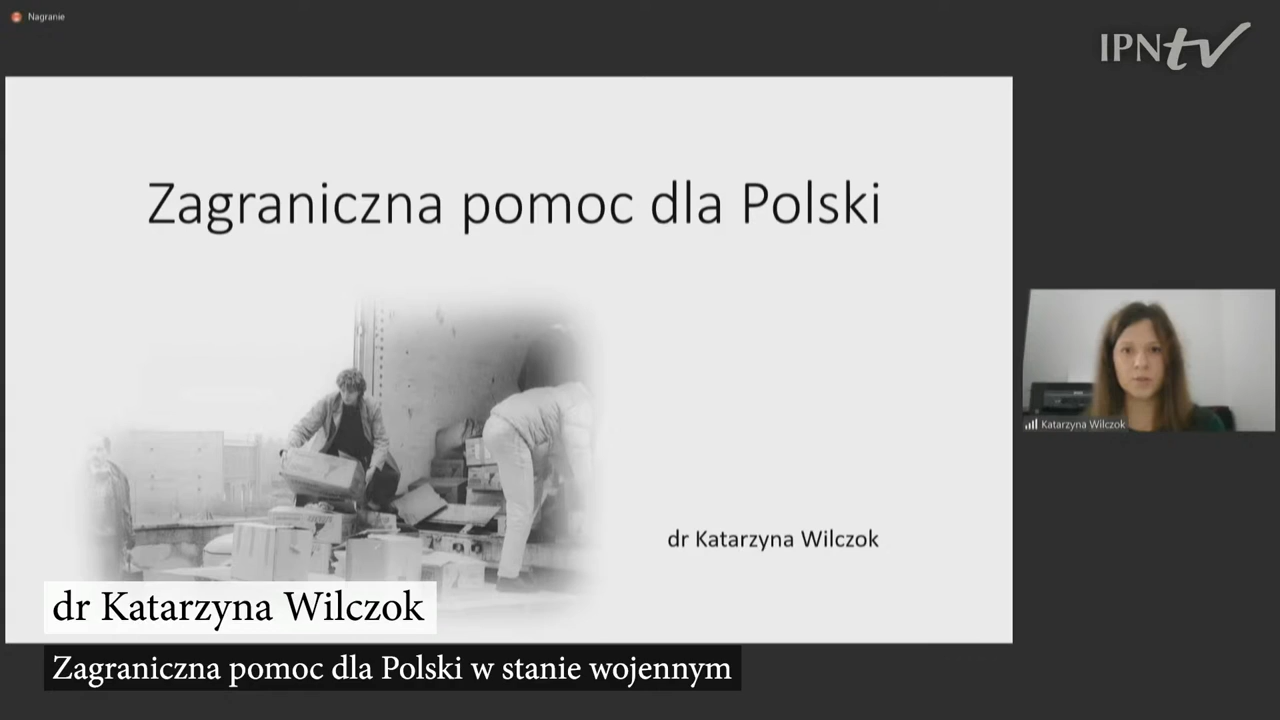 Nagranie
IPNtv
Zagraniczna pomoc dla Polski
Katarzyna Wilczok
dr Katarzyna Wilczok
dr Katarzyna Wilczok
Zagraniczna pomoc dla Polski w stanie wojennym